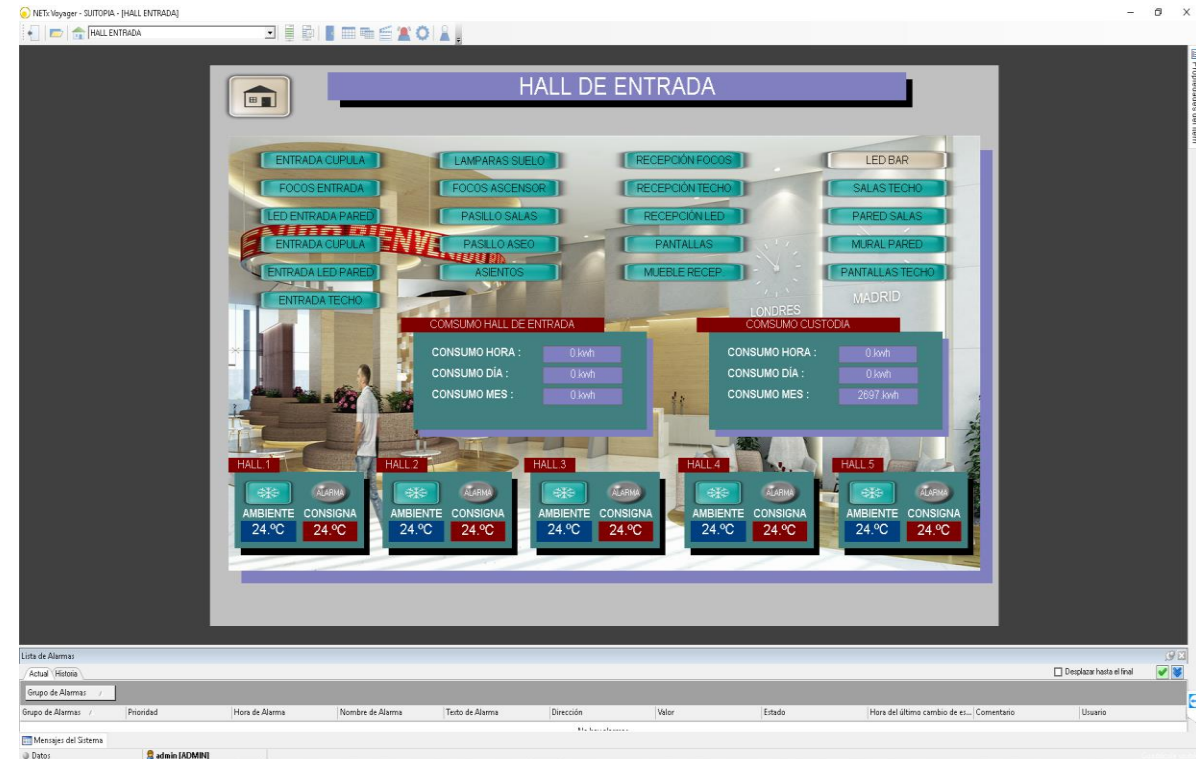 NETx Voyager - SUITOPIA - [HALL ENTRADA]
HALL ENTRADA
HALL DE ENTRADA
ENTRADA CUPULA LAMPARAS SUELO RECEPCIÓN FOCOS LED BAR
FOCOS ENTRADA FOCOS ASCENSOR RECEPCIÓN TECHO SALAS TECHO
LED ENTRADA PARED PASILLO SALAS RECEPCIÓN LED PARED SALAS
ENTRADA CUPULA PASILLO ASEO PANTALLAS MURAL PARED
ENTRADA LED PARED ASIENTOS MUEBLE RECEP. PANTALLAS TECHO
ENTRADA TECHO
LONDRES MADRID
COMSUMO HALL DE ENTRADA COMSUMO CUSTODIA
CONSUMO HORA : 0.kwh CONSUMO HORA : 0.kwh
CONSUMO DÍA : 0.kwh CONSUMO DÍA : 0.kwh
CONSUMO MES : 0.kwh CONSUMO MES : 2697.kwh
HALL.1 HALL.2 HALL.3 HALL 4 HALL 5
ALARMA ALARMA ALARMA ALARMA ALARMA
AMBIENTE CONSIGNA AMBIENTE CONSIGNA AMBIENTE CONSIGNA AMBIENTE CONSIGNA AMBIENTE CONSIGNA
24.ºC 24.ºC 24.ºC 24.ºC 24.ºC 24.ºC 24.ºC 24.ºC 24.ºC 24.ºC
Lista de Alarmas
Actual Historia Desplazar hasta el final
Grupo de Alarmas
Grupo de Alarmas Prioridad Hora de Alarma Nombre de Alarma Texto de Alarma Dirección Valor Estado Hora del último cambio de es... Comentario Usuario
No hay alarmas
Mensajes del Sistema
Datos admin [ADMIN]